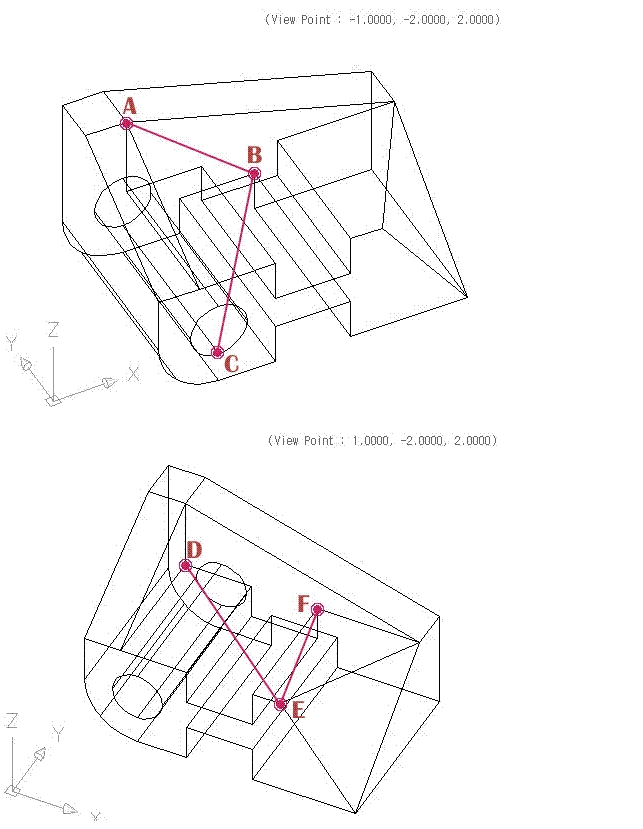 (View Point : -1.0000, -2.0000, 2.0000)
A
B
C
Z
Y
X
(View Point : 1.0000, -2.0000, 2.0000)
D
F
E
Z
Y
X